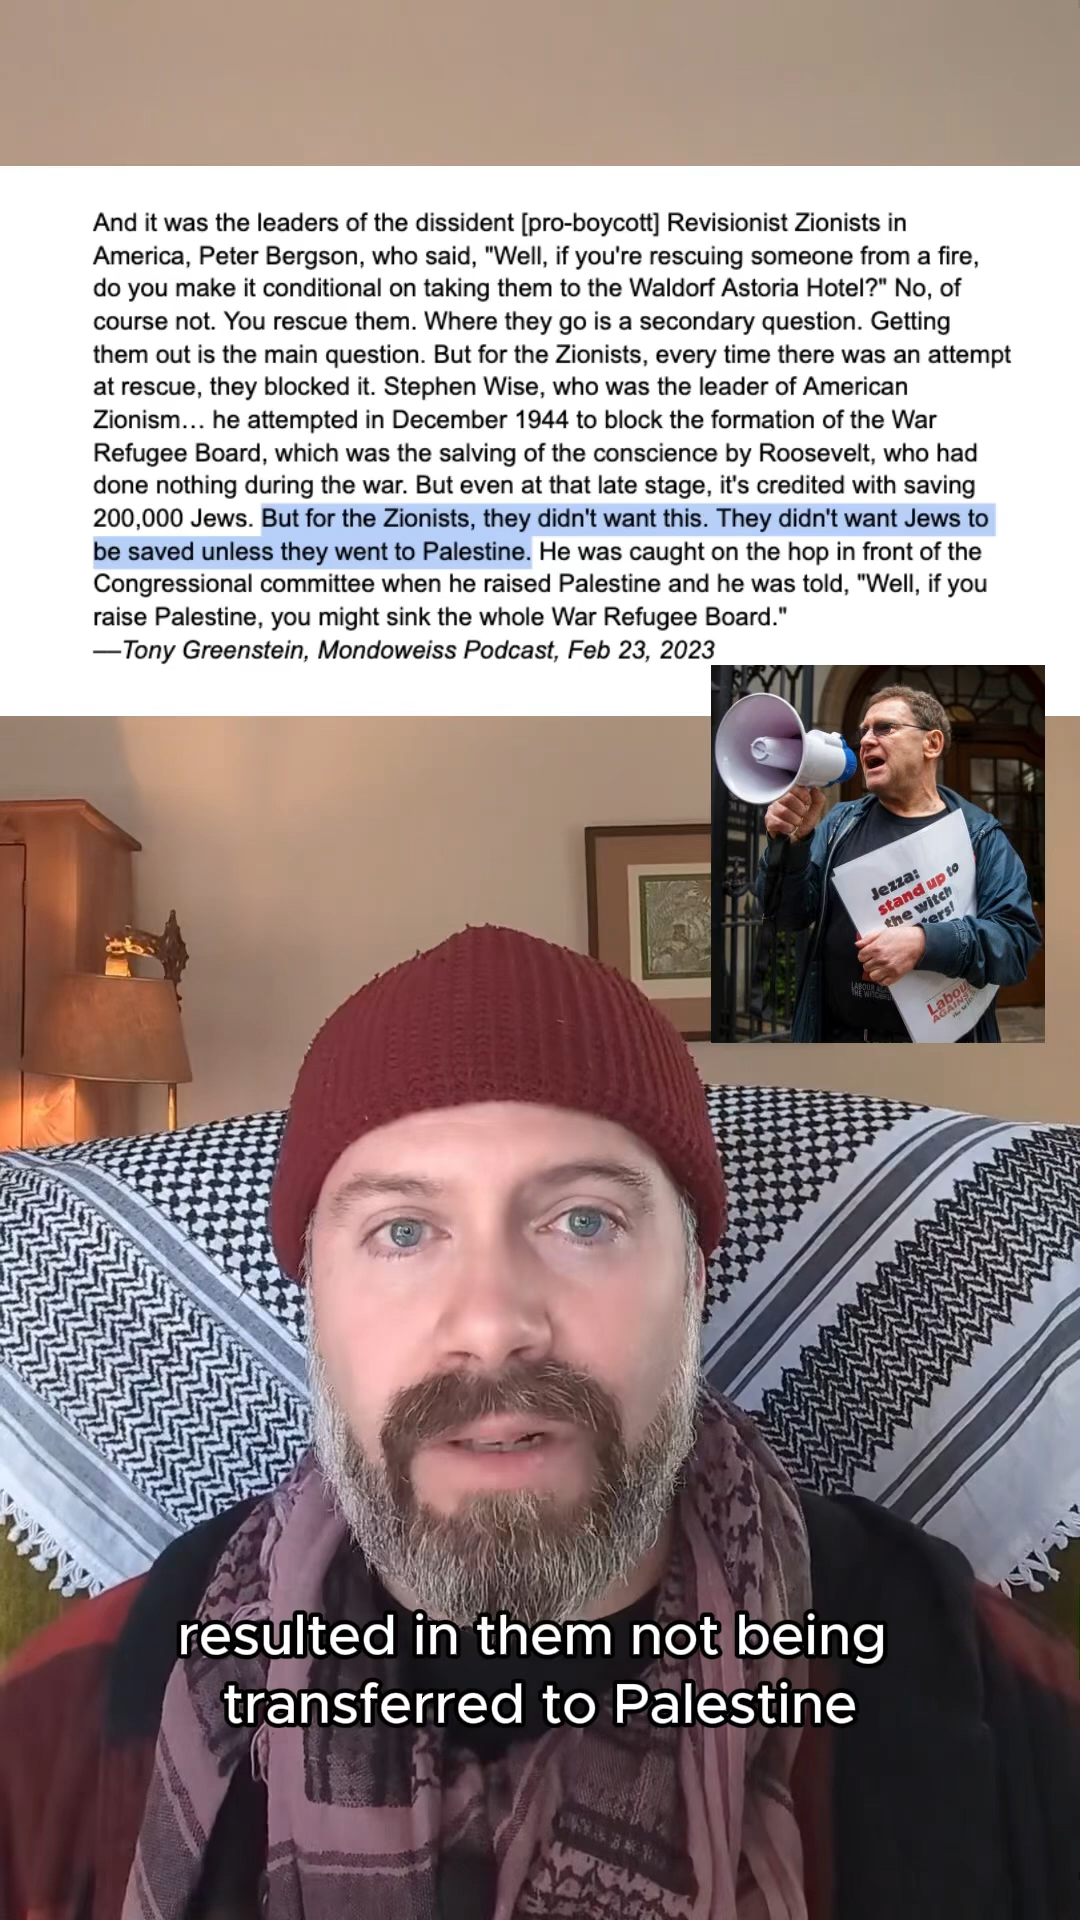 And it was the leaders of the dissident [pro-boycott] Revisionist Zionists in
America, Peter Bergson, who said, "Well, if you're rescuing someone from a fire,
do you make it conditional on taking them to the Waldorf Astoria Hotel?" No, of
course not. You rescue them. Where they go is a secondary question. Getting
them out is the main question. But for the Zionists, every time there was an attempt
at rescue, they blocked it. Stephen Wise, who was the leader of American
Zionism… he attempted in December 1944 to block the formation of the War
Refugee Board, which was the salving of the conscience by Roosevelt, who had
done nothing during the war. But even at that late stage, it's credited with saving
200,000 Jews. But for the Zionists, they didn't want this. They didn't want Jews to
be saved unless they went to Palestine. He was caught on the hop in front of the
Congressional committee when he raised Palestine and he was told, "Well, if you
raise Palestine, you might sink the whole War Refugee Board."
—Tony Greenstein, Mondoweiss Podcast, Feb 23, 2023
Jezza:
stand up to
the witch
Labou
AGAINS
resulted in them not being
transferred to Palestine